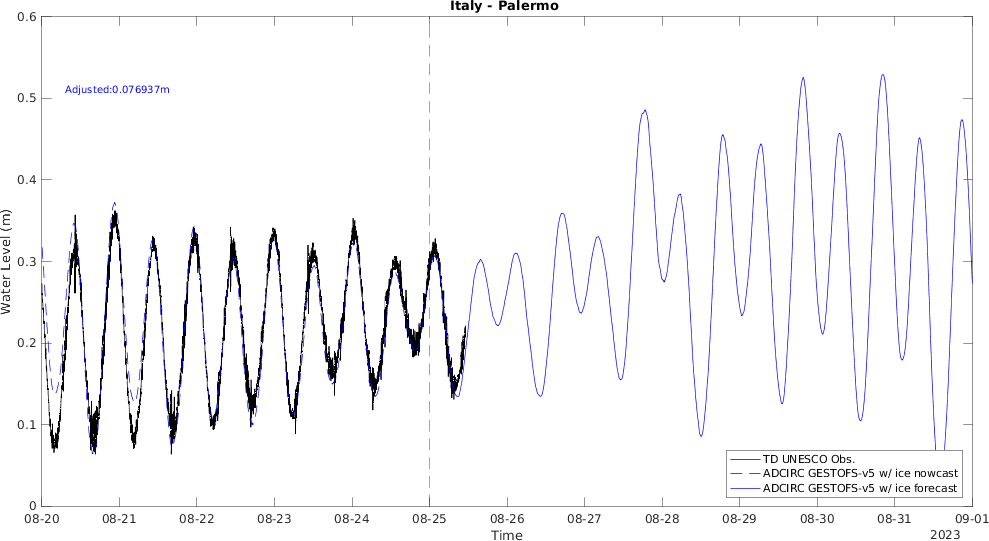 Italy - Palermo
0.6
0.5
0.4
0.3
0.2
0.1
0
Water Level (m)
Adjusted:0.076937m
TD UNESCO Obs.
ADCIRC GESTOFS-v5 w/ ice nowcast
ADCIRC GESTOFS-v5 w/ ice forecast
08-20 08-21 08-22 08-23 08-24 08-25 08-26 08-27 08-28 08-29 08-30 08-31 09-01
Time
2023